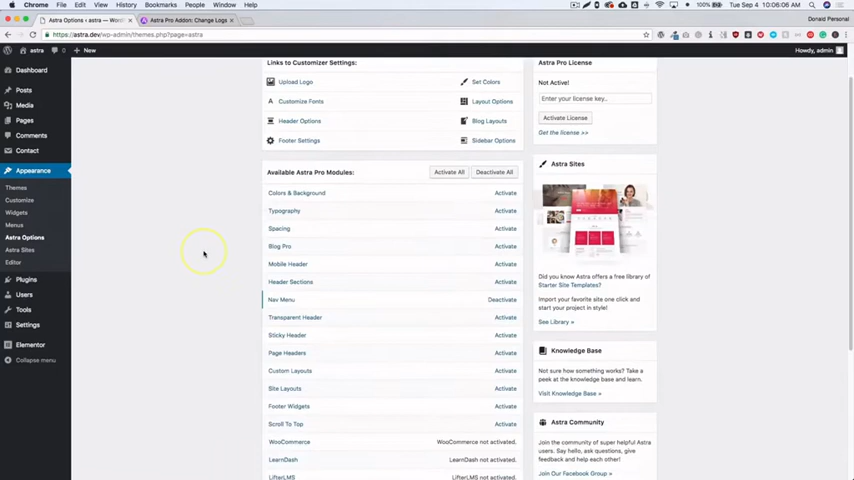 Chrome File Edit View History Bookmarks People Window Help
100% Tue Sep 4 10:06:06 AM
Astra Options ‹ astra — WordP
Astra Pro Addon: Change Logs
Donald Personal
https://astra.dev/wp-admin/themes.php?page=astra
astra 0 + New
Howdy, admin
Dashboard
Posts
Media
Pages
Comments
Contact
Appearance
Themes
Customize
Widgets
Menus
Astra Options
Astra Sites
Editor
Plugins
Users
Tools
Settings
Elementor
Collapse menu
Links to Customizer Settings:
Upload Logo Set Colors
Customize Fonts Layout Options
Header Options Blog Layouts
Footer Settings Sidebar Options
Available Astra Pro Modules: Activate All Deactivate All
Colors & Background Activate
Typography Activate
Spacing Activate
Blog Pro Activate
Mobile Header Activate
Header Sections Activate
Nav Menu Deactivate
Transparent Header Activate
Sticky Header Activate
Page Headers Activate
Custom Layouts Activate
Site Layouts Activate
Footer Widgets Activate
Scroll To Top Activate
WooCommerce WooCommerce not activated.
LearnDash LearnDash not activated.
LifterLMS LifterLMS not activated.
Astra Pro License
Not Active!
Enter your license key..
Activate License
Get the license >>
Astra Sites
Did you know Astra offers a free library of
Starter Site Templates?
Import your favorite site one click and
start your project in style!
See Library »
Knowledge Base
Not sure how something works? Take a
peek at the knowledge base and learn.
Visit Knowledge Base »
Astra Community
Join the community of super helpful Astra
users. Say hello, ask questions, give
feedback and help each other!
Join Our Facebook Group »